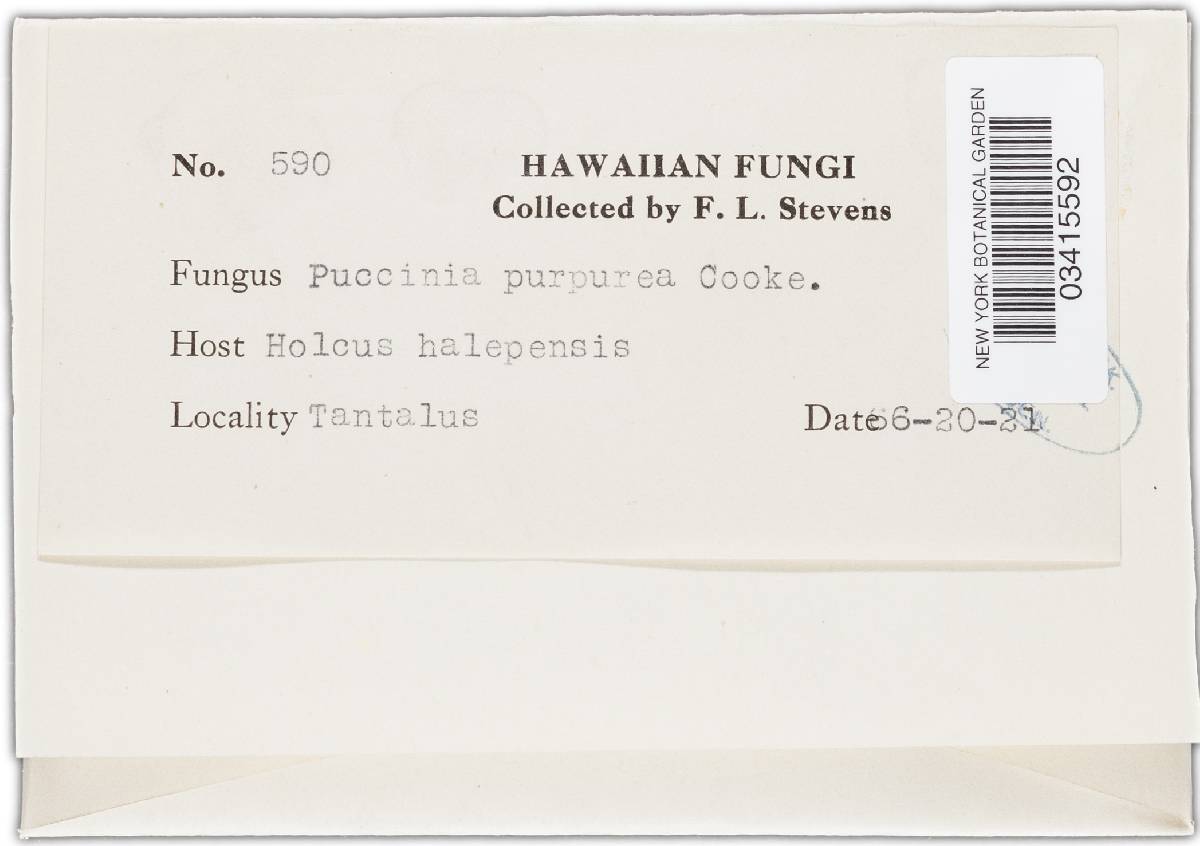 No. 590
HAWAIIAN FUNGI
Collected by F. L. Stevens
Fungus Puccinia purpurea Cooke.
Host Holcus halepensis
Locality Tantalus
Date 6-20-21
NEW YORK BOTANICAL GARDEN
03415592